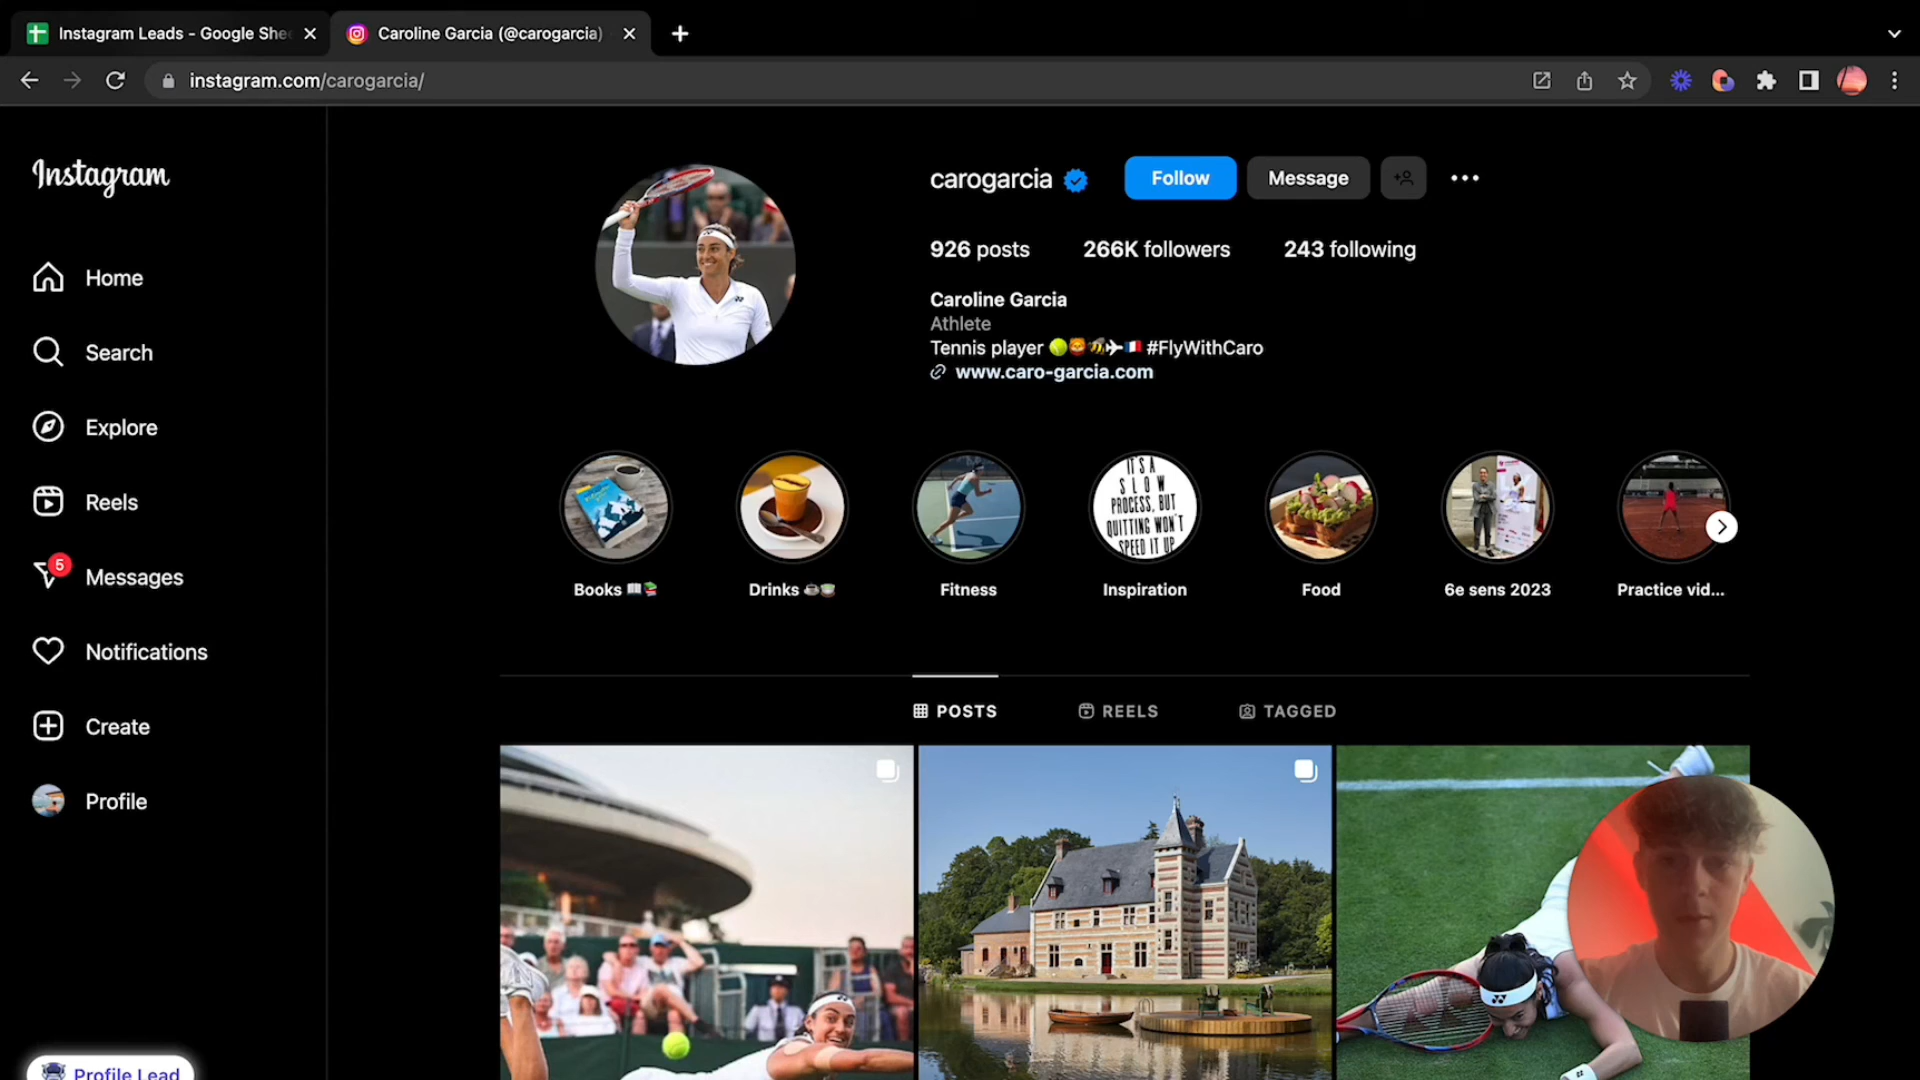 Instagram Leads - Google She
Caroline Garcia (@carogarcia)
instagram.com/carogarcia/
Instagram
carogarcia
Follow
Message
926 posts
266K followers
243 following
Caroline Garcia
Athlete
Tennis player 🎾🦁🐝✈️🇫🇷 #FlyWithCaro
www.caro-garcia.com
Home
Search
Explore
Reels
5
Messages
Notifications
Create
Profile
IT'S A
SLOW
PROCESS, BUT
QUITTING WON'T
SPEED IT UP
Books 📖📚
Drinks ☕🍵
Fitness
Inspiration
Food
6e sens 2023
Practice vid...
POSTS
REELS
TAGGED
Profile Lead